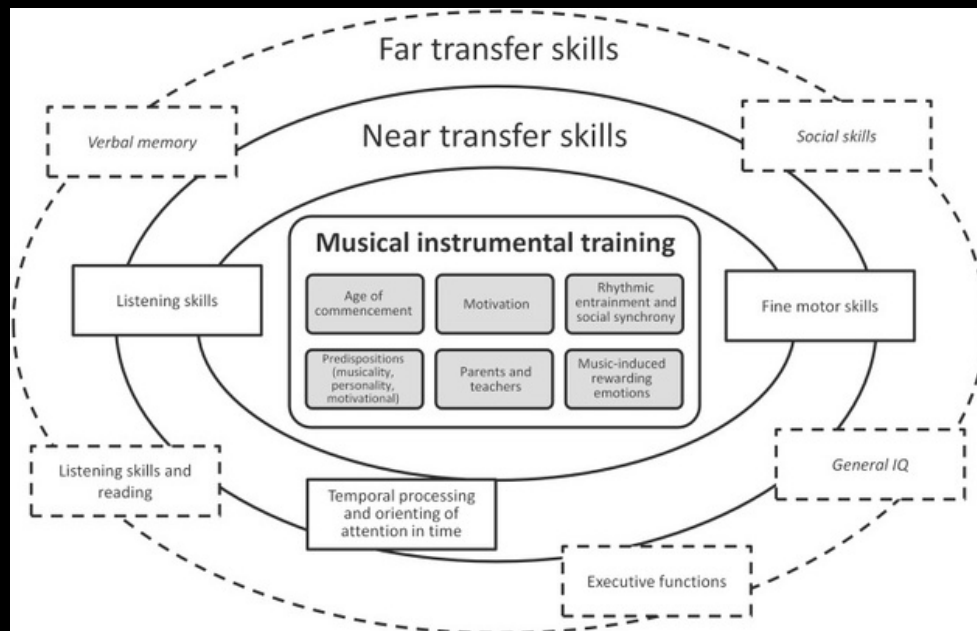 Far transfer skills
Verbal memory
Social skills
Near transfer skills
Musical instrumental training
Listening skills
Age of
commencement
Motivation
Rhythmic
entrainment and
social synchrony
Fine motor skills
Predispositions
(musicality,
personality,
motivational)
Parents and
teachers
Music-induced
rewarding
emotions
Listening skills and
reading
General IQ
Temporal processing
and orienting of
attention in time
Executive functions